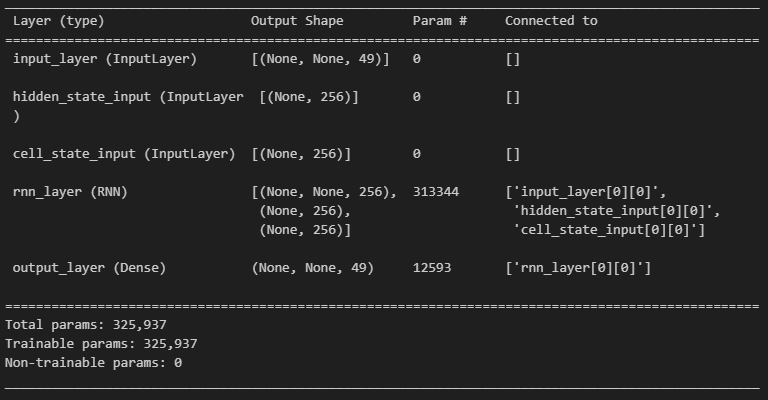 Layer (type)                   Output Shape         Param #     Connected to
==================================================================================================
 input_layer (InputLayer)       [(None, None, 49)]   0           []
 hidden_state_input (InputLayer  [(None, 256)]       0           []
 )
 cell_state_input (InputLayer)  [(None, 256)]        0           []
 rnn_layer (RNN)                [(None, None, 256),  313344      ['input_layer[0][0]',
                                 (None, 256),                     'hidden_state_input[0][0]',
                                 (None, 256)]                     'cell_state_input[0][0]']
 output_layer (Dense)           (None, None, 49)     12593       ['rnn_layer[0][0]']
==================================================================================================
Total params: 325,937
Trainable params: 325,937
Non-trainable params: 0